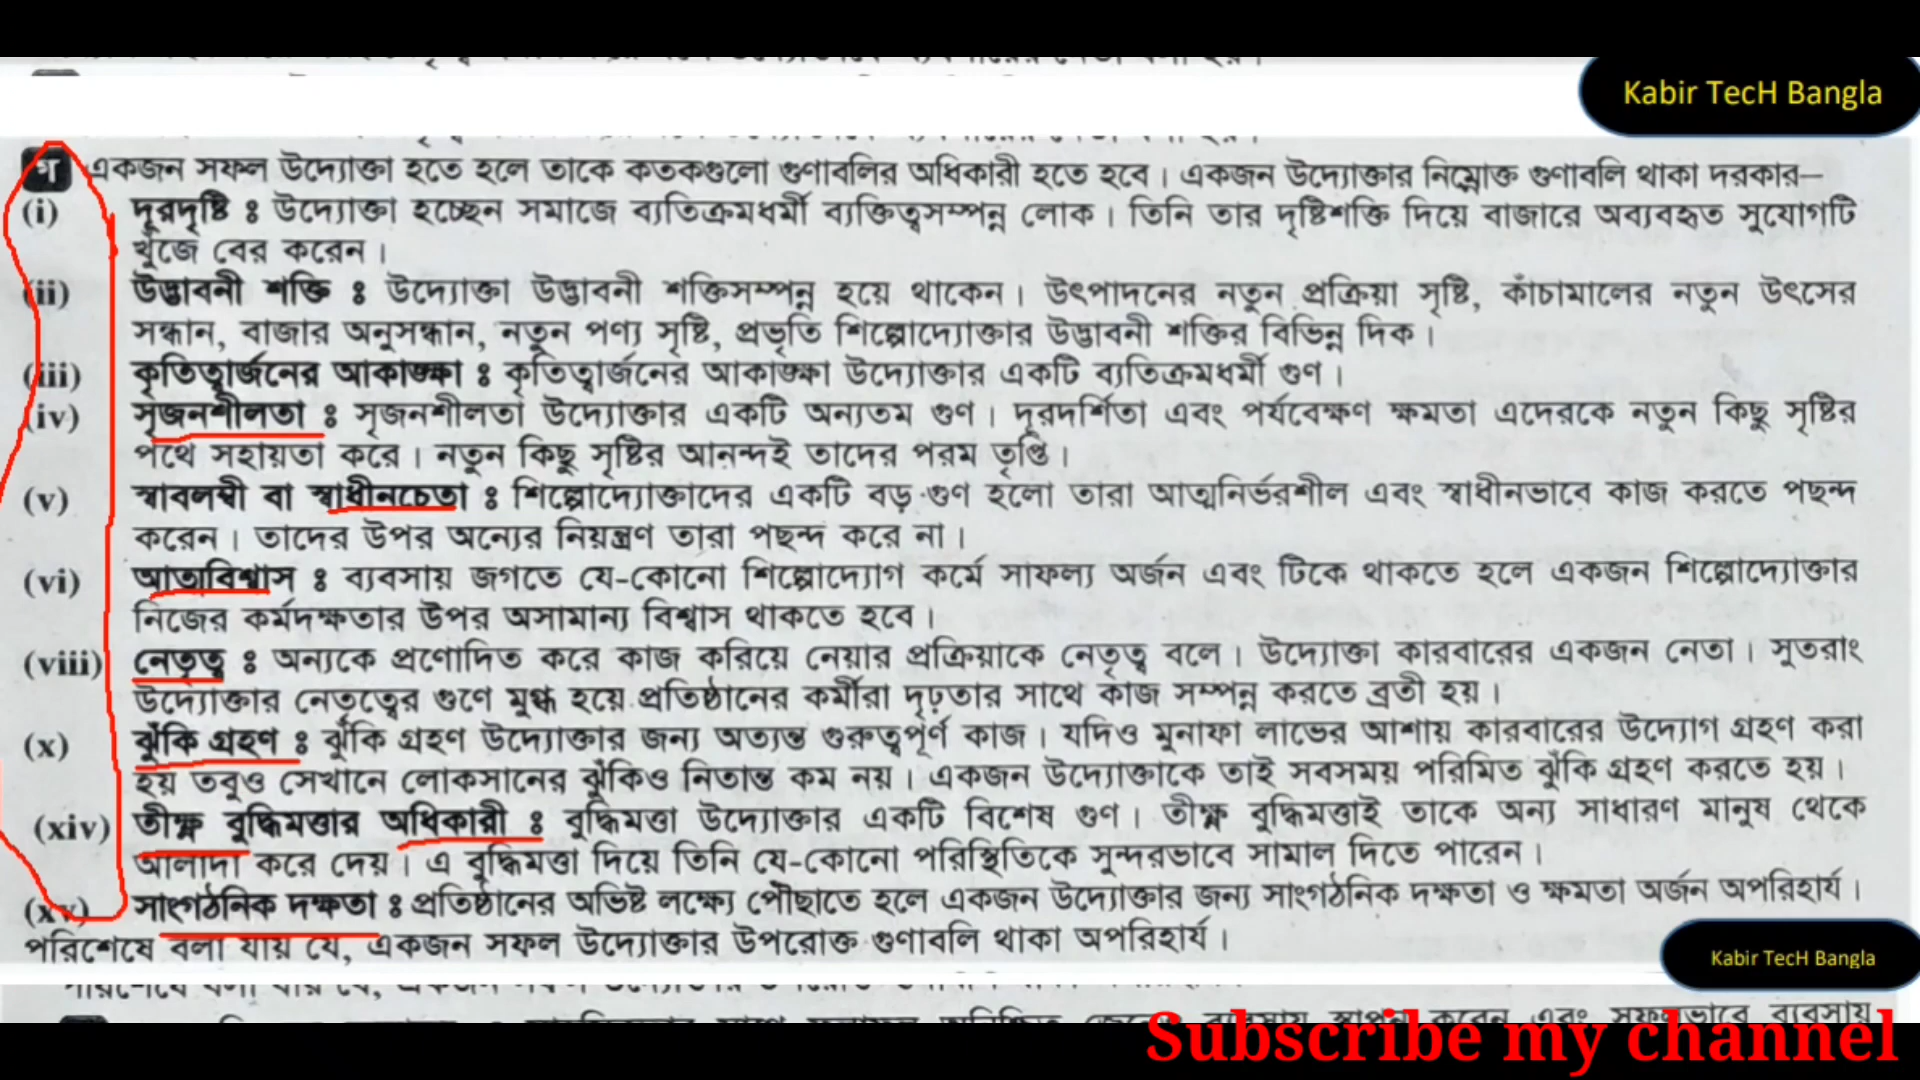 Kabir TecH Bangla
গ একজন সফল উদ্যোক্তা হতে হলে তাকে কতকগুলো গুণাবলির অধিকারী হতে হবে। একজন উদ্যোক্তার নিম্নোক্ত গুণাবলি থাকা দরকার—
(i) দূরদৃষ্টি ঃ উদ্যোক্তা হচ্ছেন সমাজে ব্যতিক্রমধর্মী ব্যক্তিত্বসম্পন্ন লোক। তিনি তার দৃষ্টিশক্তি দিয়ে বাজারে অব্যবহৃত সুযোগটি
খুঁজে বের করেন।
(ii) উদ্ভাবনী শক্তি ঃ উদ্যোক্তা উদ্ভাবনী শক্তিসম্পন্ন হয়ে থাকেন। উৎপাদনের নতুন প্রক্রিয়া সৃষ্টি, কাঁচামালের নতুন উৎসের
সন্ধান, বাজার অনুসন্ধান, নতুন পণ্য সৃষ্টি, প্রভৃতি শিল্পোদ্যোক্তার উদ্ভাবনী শক্তির বিভিন্ন দিক।
(iii) কৃতিত্বার্জনের আকাঙ্ক্ষা ঃ কৃতিত্বার্জনের আকাঙ্ক্ষা উদ্যোক্তার একটি ব্যতিক্রমধর্মী গুণ।
(iv) সৃজনশীলতা ঃ সৃজনশীলতা উদ্যোক্তার একটি অন্যতম গুণ। দূরদর্শিতা এবং পর্যবেক্ষণ ক্ষমতা এদেরকে নতুন কিছু সৃষ্টির
পথে সহায়তা করে। নতুন কিছু সৃষ্টির আনন্দই তাদের পরম তৃপ্তি।
(v) স্বাবলম্বী বা স্বাধীনচেতা ঃ শিল্পোদ্যোক্তাদের একটি বড় গুণ হলো তারা আত্মনির্ভরশীল এবং স্বাধীনভাবে কাজ করতে পছন্দ
করেন। তাদের উপর অন্যের নিয়ন্ত্রণ তারা পছন্দ করে না।
(vi) আত্মবিশ্বাস ঃ ব্যবসায় জগতে যে-কোনো শিল্পোদ্যোগ কর্মে সাফল্য অর্জন এবং টিকে থাকতে হলে একজন শিল্পোদ্যোক্তার
নিজের কর্মদক্ষতার উপর অসামান্য বিশ্বাস থাকতে হবে।
(viii) নেতৃত্ব ঃ অন্যকে প্রণোদিত করে কাজ করিয়ে নেয়ার প্রক্রিয়াকে নেতৃত্ব বলে। উদ্যোক্তা কারবারের একজন নেতা। সুতরাং
উদ্যোক্তার নেতৃত্বের গুণে মুগ্ধ হয়ে প্রতিষ্ঠানের কর্মীরা দৃঢ়তার সাথে কাজ সম্পন্ন করতে ব্রতী হয়।
(x) ঝুঁকি গ্রহণ ঃ ঝুঁকি গ্রহণ উদ্যোক্তার জন্য অত্যন্ত গুরুত্বপূর্ণ কাজ। যদিও মুনাফা লাভের আশায় কারবারের উদ্যোগ গ্রহণ করা
হয় তবুও সেখানে লোকসানের ঝুঁকিও নিতান্ত কম নয়। একজন উদ্যোক্তাকে তাই সবসময় পরিমিত ঝুঁকি গ্রহণ করতে হয়।
(xiv) তীক্ষ্ণ বুদ্ধিমত্তার অধিকারী ঃ বুদ্ধিমত্তা উদ্যোক্তার একটি বিশেষ গুণ। তীক্ষ্ণ বুদ্ধিমত্তাই তাকে অন্য সাধারণ মানুষ থেকে
আলাদা করে দেয়। এ বুদ্ধিমত্তা দিয়ে তিনি যে-কোনো পরিস্থিতিকে সুন্দরভাবে সামাল দিতে পারেন।
(xv) সাংগঠনিক দক্ষতা ঃ প্রতিষ্ঠানের অভিষ্ট লক্ষ্যে পৌছাতে হলে একজন উদ্যোক্তার জন্য সাংগঠনিক দক্ষতা ও ক্ষমতা অর্জন অপরিহার্য।
পরিশেষে বলা যায় যে, একজন সফল উদ্যোক্তার উপরোক্ত গুণাবলি থাকা অপরিহার্য।
Kabir TecH Bangla
Subscribe my channel